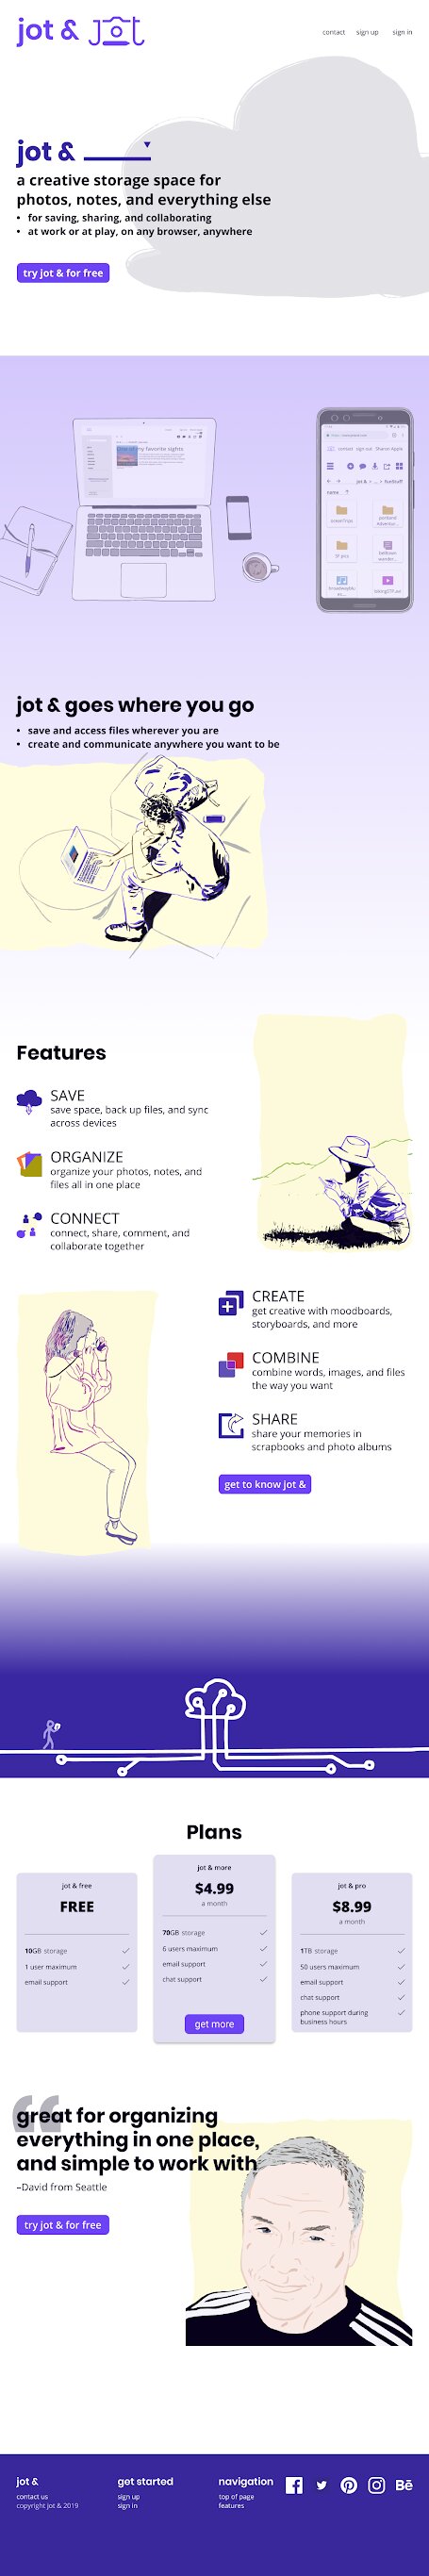 jot & JOT
contact sign up sign in
jot & ______
a creative storage space for
photos, notes, and everything else
• for saving, sharing, and collaborating
• at work or at play, on any browser, anywhere
try jot & for free
my favorite sights
contact sign out
name
jot & goes where you go
• save and access files wherever you are
• create and communicate anywhere you want to be
Features
SAVE
save space, back up files, and sync
across devices
ORGANIZE
organize your photos, notes, and
files all in one place
CONNECT
connect, share, comment, and
collaborate together
CREATE
get creative with moodboards,
storyboards, and more
COMBINE
combine words, images, and files
the way you want
SHARE
share your memories in
scrapbooks and photo albums
get to know jot &
Plans
jot & free
FREE
10GB storage
1 user maximum
email support
jot & more
$4.99
a month
70GB storage
6 users maximum
email support
chat support
get more
jot & pro
$8.99
a month
1TB storage
50 users maximum
email support
chat support
phone support during
business hours
“
great for organizing
everything in one place,
and simple to work with
–David from Seattle
try jot & for free
jot &
contact us
copyright jot & 2019
get started
sign up
sign in
navigation
top of page
features
Bē